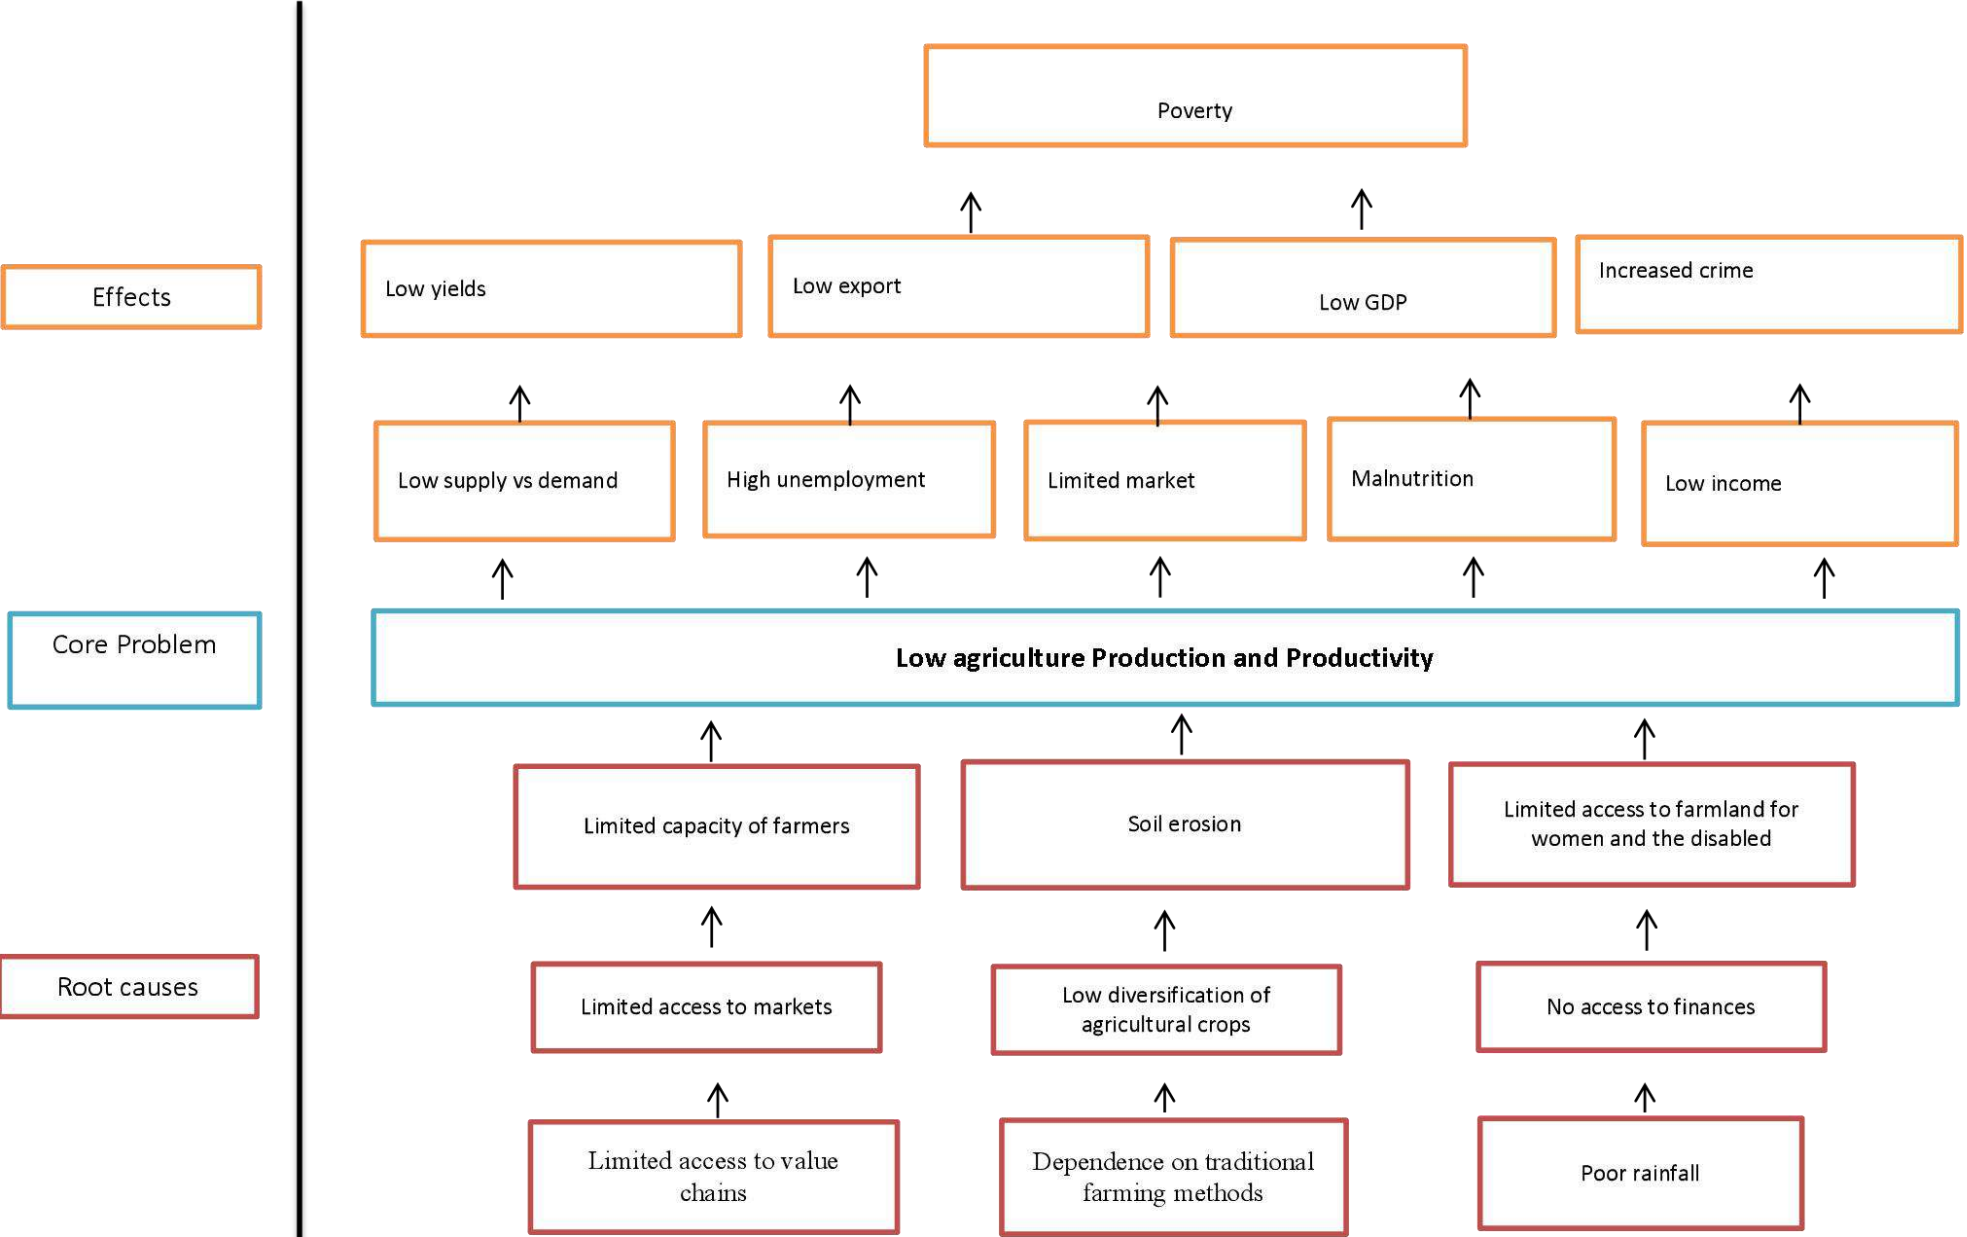 Poverty
Effects
Low yields
Low export
Low GDP
Increased crime
Low supply vs demand
High unemployment
Limited market
Malnutrition
Low income
Core Problem
Low agriculture Production and Productivity
Limited capacity of farmers
Soil erosion
Limited access to farmland for
women and the disabled
Root causes
Limited access to markets
Low diversification of
agricultural crops
No access to finances
Limited access to value
chains
Dependence on traditional
farming methods
Poor rainfall